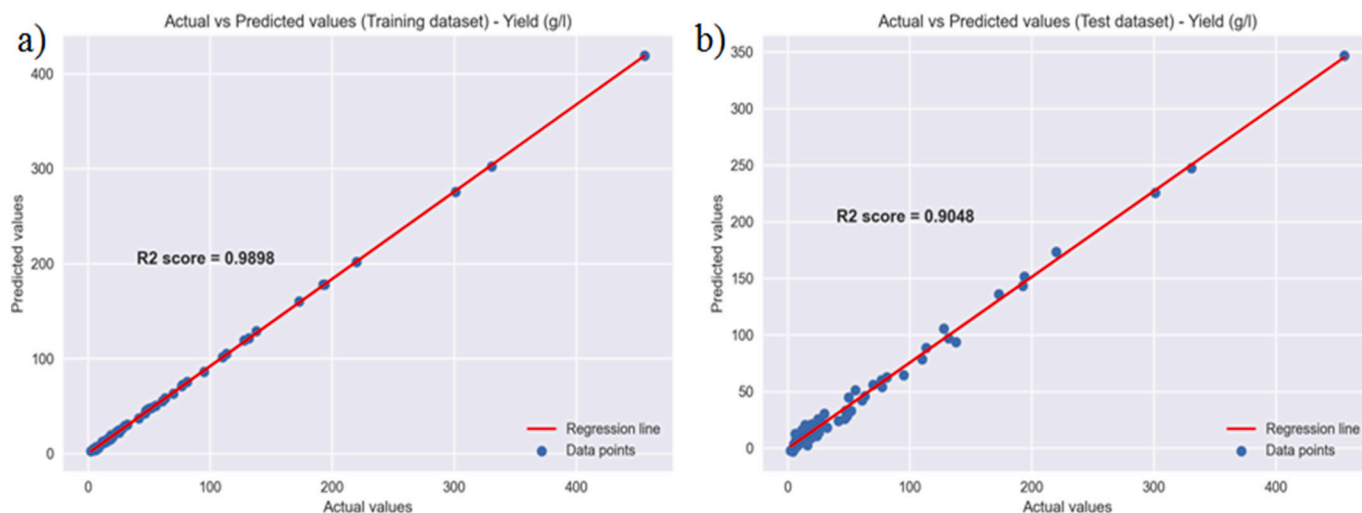 a)
Actual vs Predicted values (Training dataset) - Yield (g/l)
400
300
200
100
0
Predicted values
R2 score = 0.9898
Regression line
Data points
0 100 200 300 400
Actual values
b)
Actual vs Predicted values (Test dataset) - Yield (g/l)
350
300
250
200
150
100
50
0
Predicted values
R2 score = 0.9048
Regression line
Data points
0 100 200 300 400
Actual values